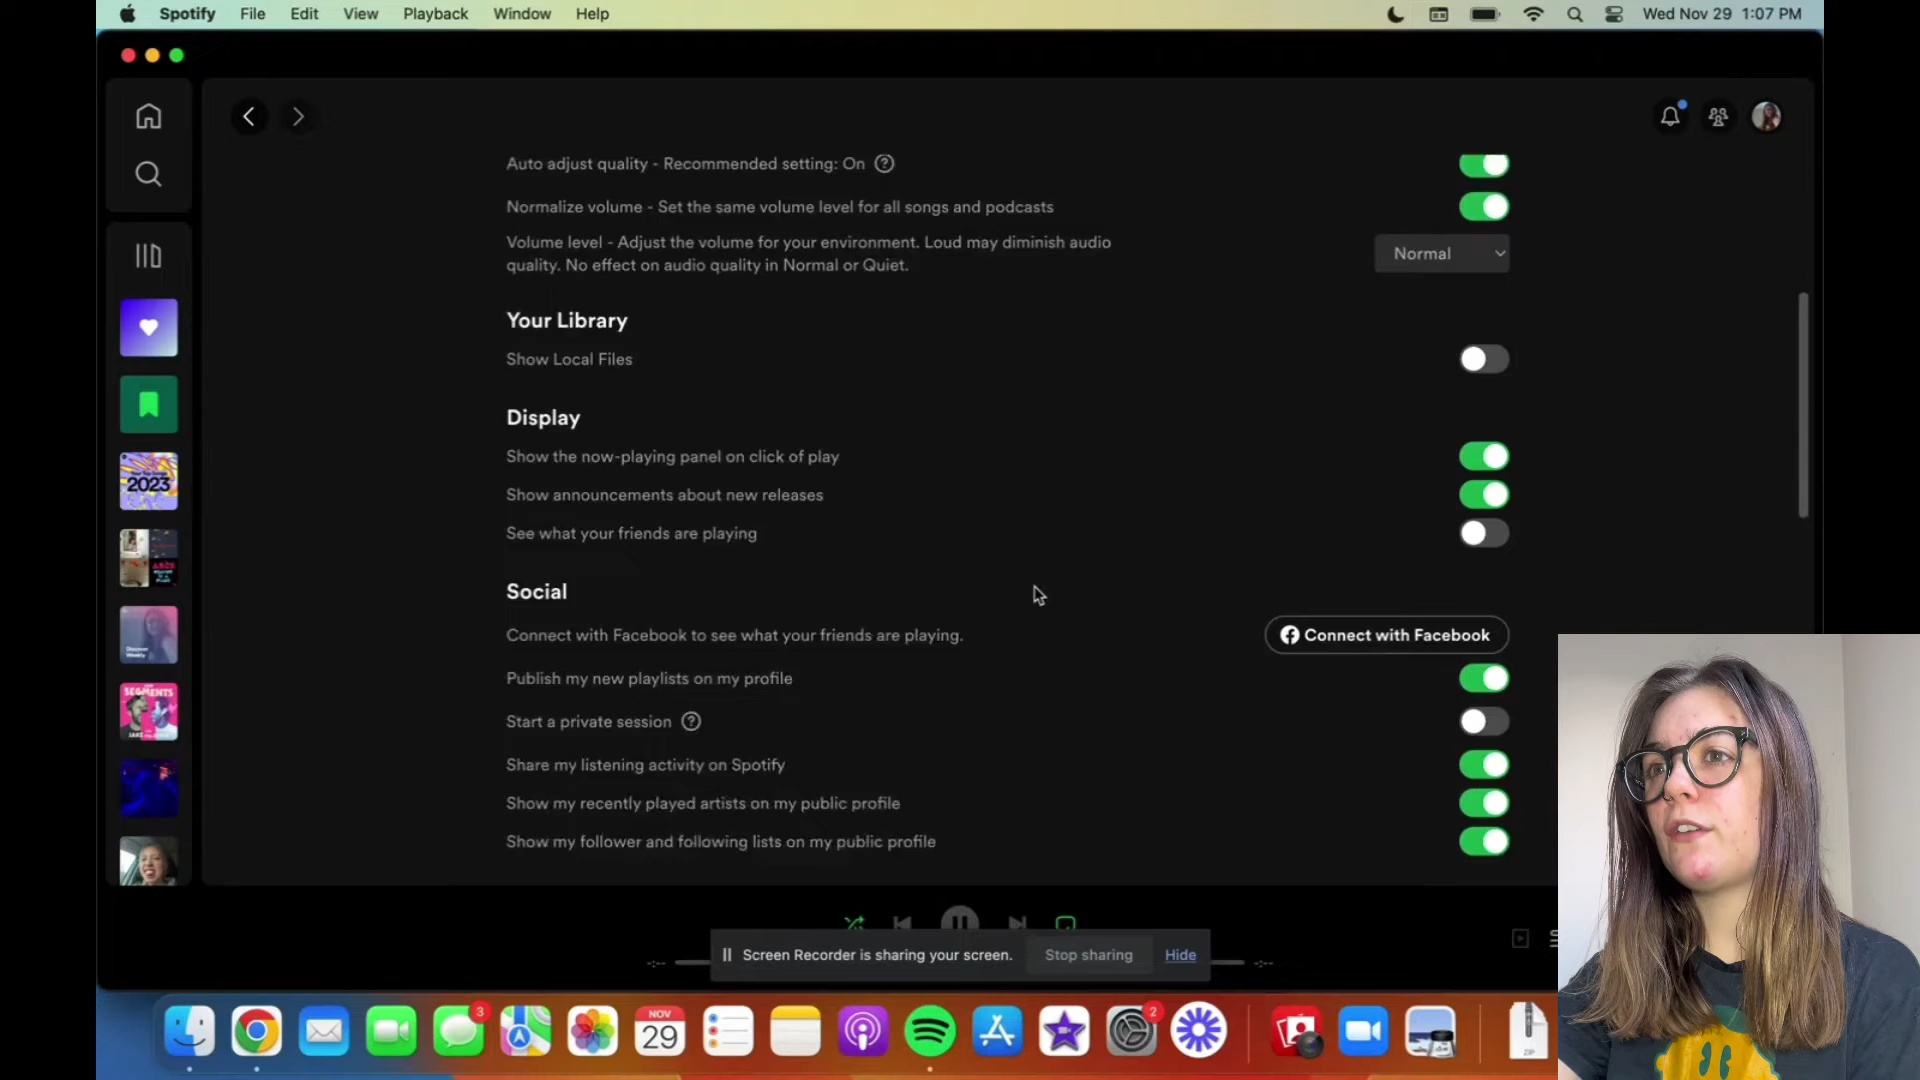 Spotify File Edit View Playback Window Help Wed Nov 29 1:07 PM
Auto adjust quality - Recommended setting: On ?
Normalize volume - Set the same volume level for all songs and podcasts
Volume level - Adjust the volume for your environment. Loud may diminish audio
quality. No effect on audio quality in Normal or Quiet.
Normal
Your Library
Show Local Files
Display
Show the now-playing panel on click of play
Show announcements about new releases
See what your friends are playing
Social
Connect with Facebook to see what your friends are playing.
Connect with Facebook
Publish my new playlists on my profile
Start a private session ?
Share my listening activity on Spotify
Show my recently played artists on my public profile
Show my follower and following lists on my public profile
2023
Discover
Weekly
SEGMENTS
Screen Recorder is sharing your screen. Stop sharing Hide
3
NOV
29
2
ZIP